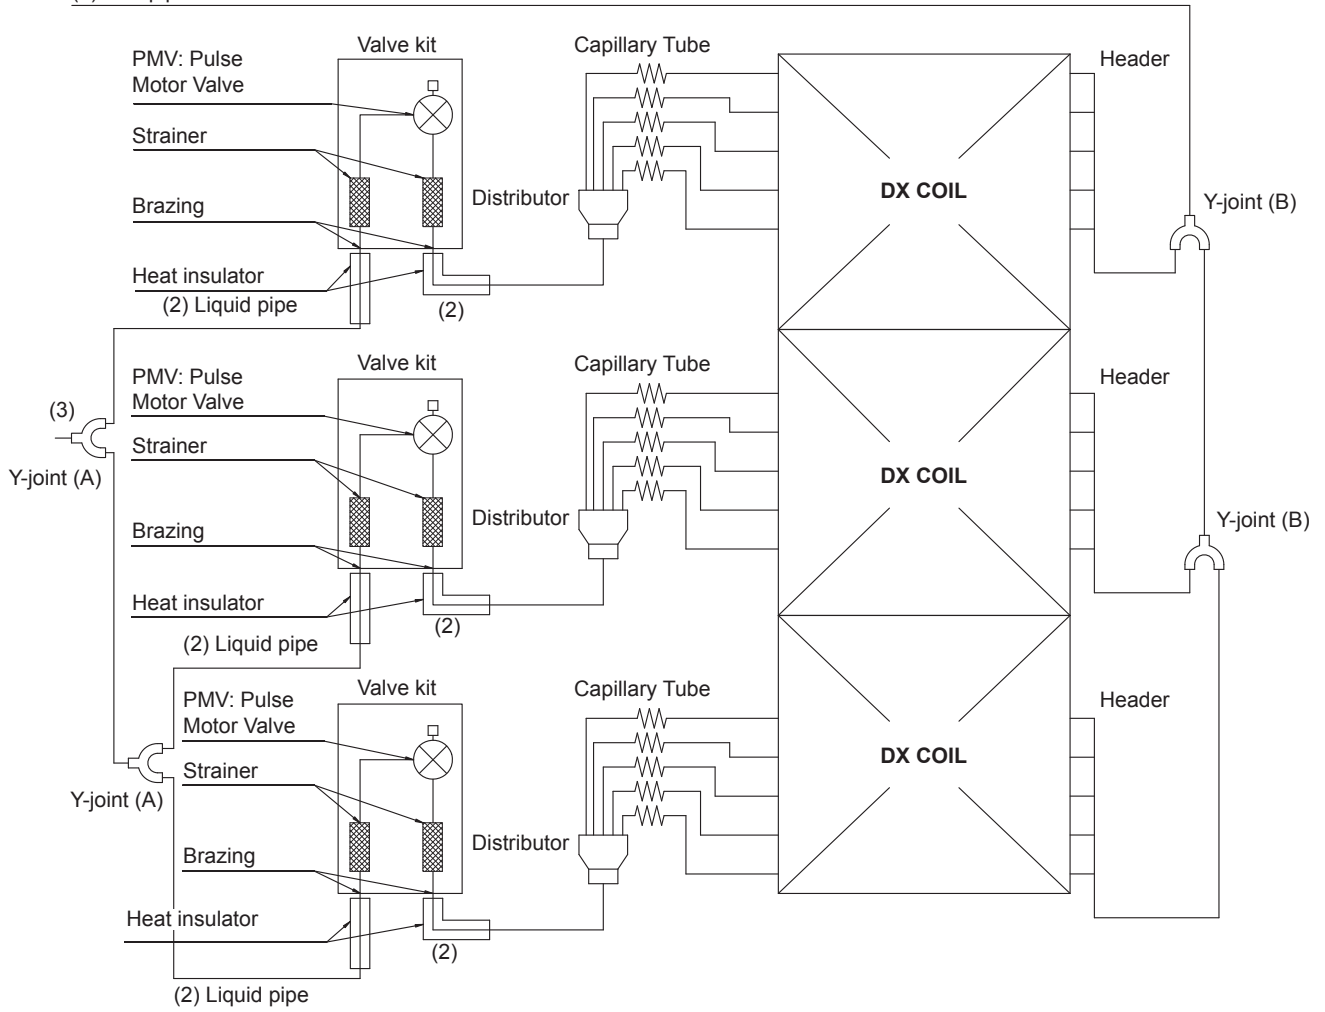 Valve kit
Capillary Tube
Header
PMV: Pulse
Motor Valve
Strainer
Brazing
Distributor
DX COIL
Y-joint (B)
Heat insulator
(2) Liquid pipe
(2)
Valve kit
Capillary Tube
Header
PMV: Pulse
Motor Valve
(3)
Strainer
Y-joint (A)
DX COIL
Brazing
Distributor
Y-joint (B)
Heat insulator
(2)
(2) Liquid pipe
Valve kit
Capillary Tube
Header
PMV: Pulse
Motor Valve
Strainer
DX COIL
Y-joint (A)
Brazing
Distributor
Heat insulator
(2)
(2) Liquid pipe